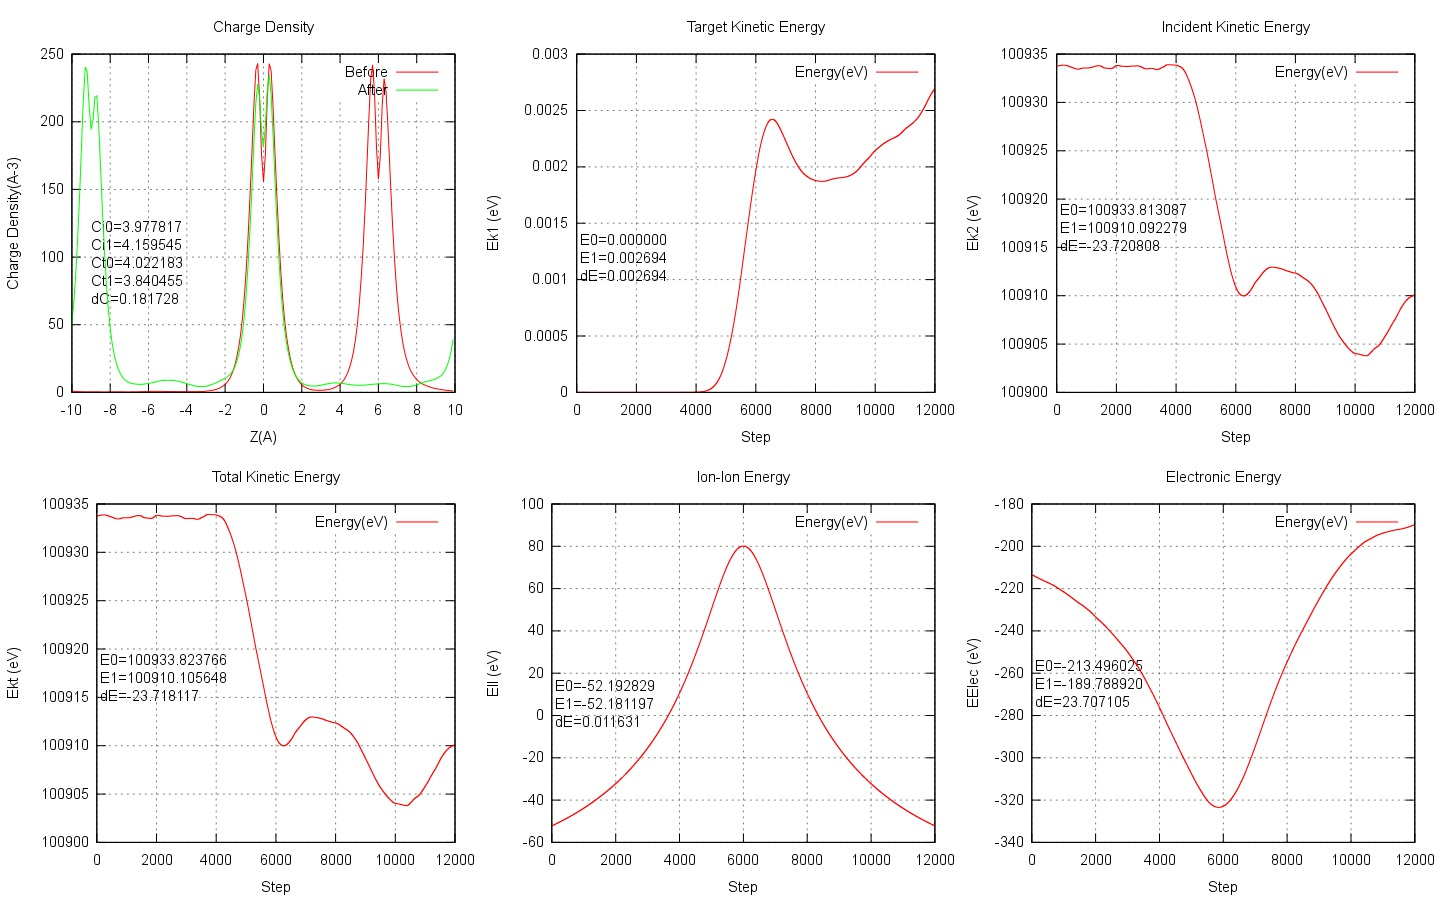 Charge Density
250
200
150
100
50
0
-10 -8 -6 -4 -2 0 2 4 6 8 10
Charge Density(A-3)
Z(A)
Before
After
Ci0=3.977817
Ci1=4.159545
Ct0=4.022183
Ct1=3.840455
dC=0.181728
Target Kinetic Energy
0.003
0.0025
0.002
0.0015
0.001
0.0005
0
0 2000 4000 6000 8000 10000 12000
Ek1 (eV)
Step
Energy(eV)
E0=0.000000
E1=0.002694
dE=0.002694
Incident Kinetic Energy
100935
100930
100925
100920
100915
100910
100905
100900
0 2000 4000 6000 8000 10000 12000
Ek2 (eV)
Step
Energy(eV)
E0=100933.813087
E1=100910.092279
dE=-23.720808
Total Kinetic Energy
100935
100930
100925
100920
100915
100910
100905
100900
0 2000 4000 6000 8000 10000 12000
Ekt (eV)
Step
Energy(eV)
E0=100933.823766
E1=100910.105648
dE=-23.718117
Ion-Ion Energy
100
80
60
40
20
0
-20
-40
-60
0 2000 4000 6000 8000 10000 12000
EII (eV)
Step
Energy(eV)
E0=-52.192829
E1=-52.181197
dE=0.011631
Electronic Energy
-180
-200
-220
-240
-260
-280
-300
-320
-340
0 2000 4000 6000 8000 10000 12000
EElec (eV)
Step
Energy(eV)
E0=-213.496025
E1=-189.788920
dE=23.707105